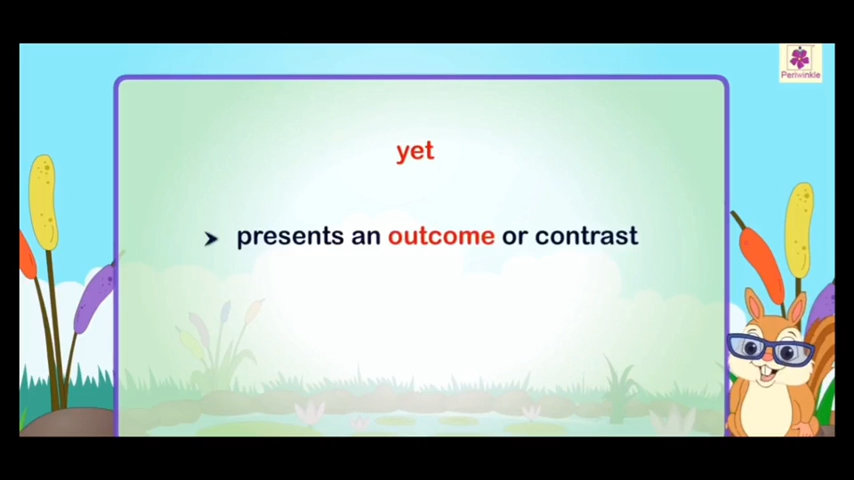 Periwinkle
yet
➤ presents an outcome or contrast